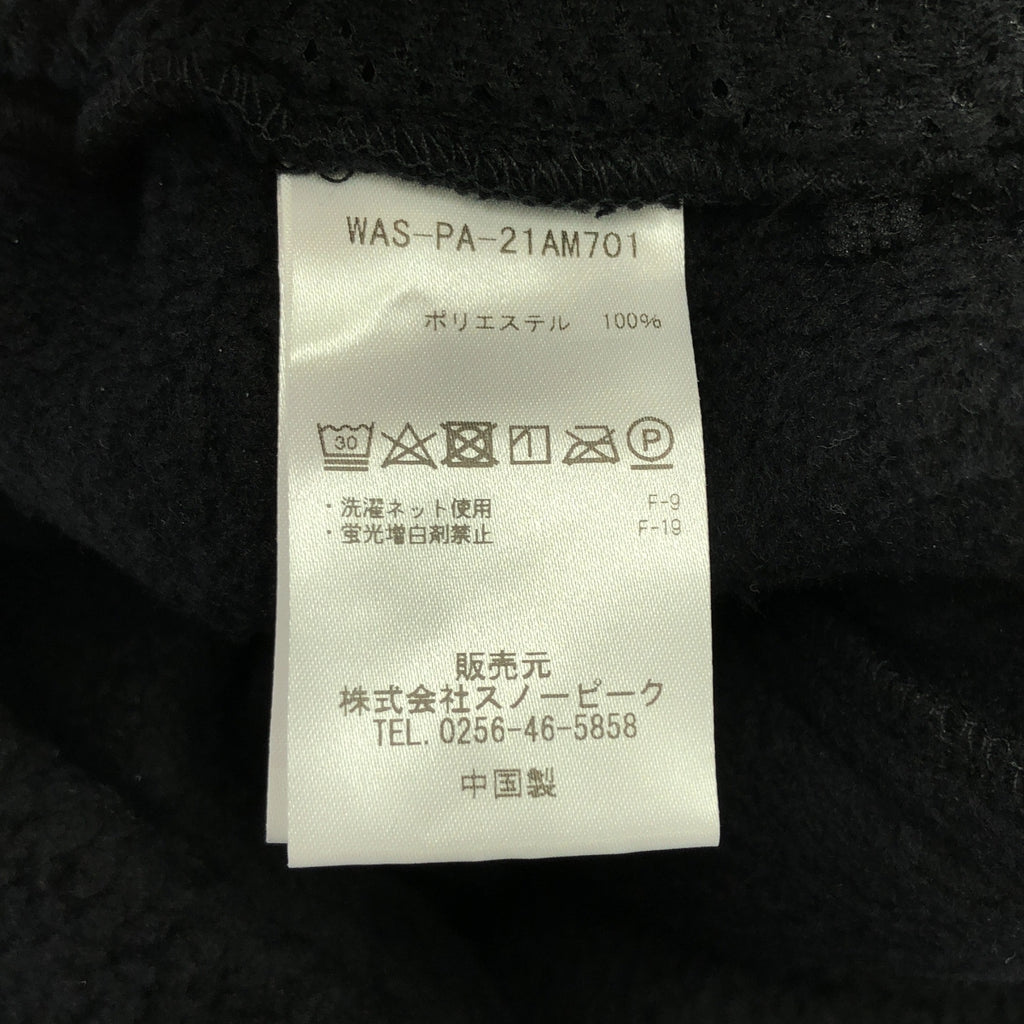 WAS-PA-21AM701
ポリエステル 100%
30 P
・洗濯ネット使用 F-9
・蛍光増白剤禁止 F-19
販売元
株式会社スノーピーク
TEL. 0256-46-5858
中国製